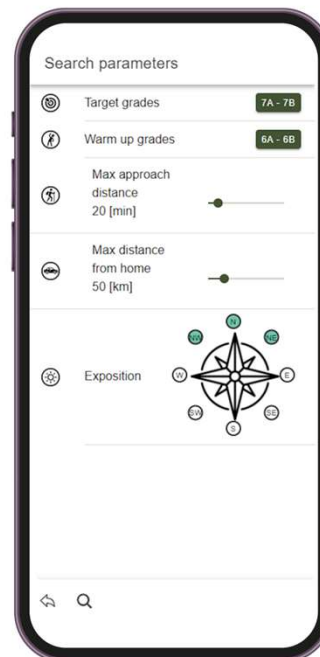 Search parameters
Target grades
7A - 7B
Warm up grades
6A - 6B
Max approach
distance
20 [min]
Max distance
from home
50 [km]
Exposition
N
NW
NE
W
E
SW
SE
S